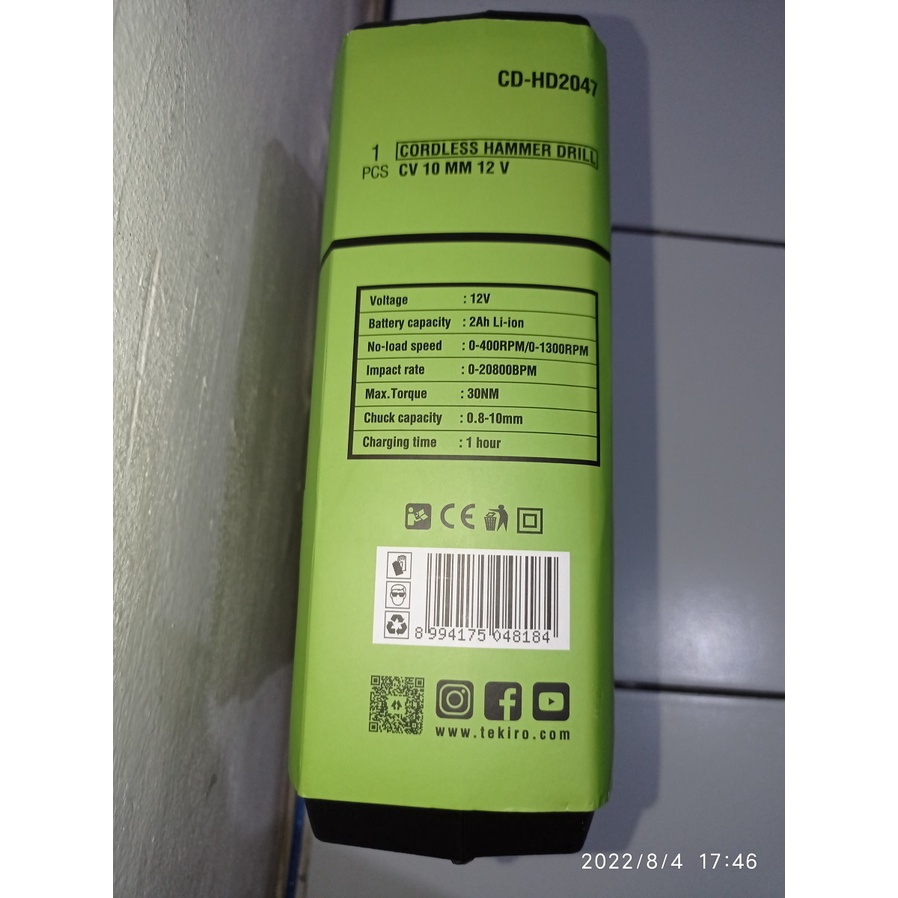 CD-HD2047
1 CORDLESS HAMMER DRILL
PCS CV 10 MM 12 V
Voltage : 12V
Battery capacity : 2Ah Li-ion
No-load speed : 0-400RPM/0-1300RPM
Impact rate : 0-20800BPM
Max.Torque : 30NM
Chuck capacity : 0.8-10mm
Charging time : 1 hour
CE
8 994175 048184
www.tekiro.com
2022/8/4 17:46